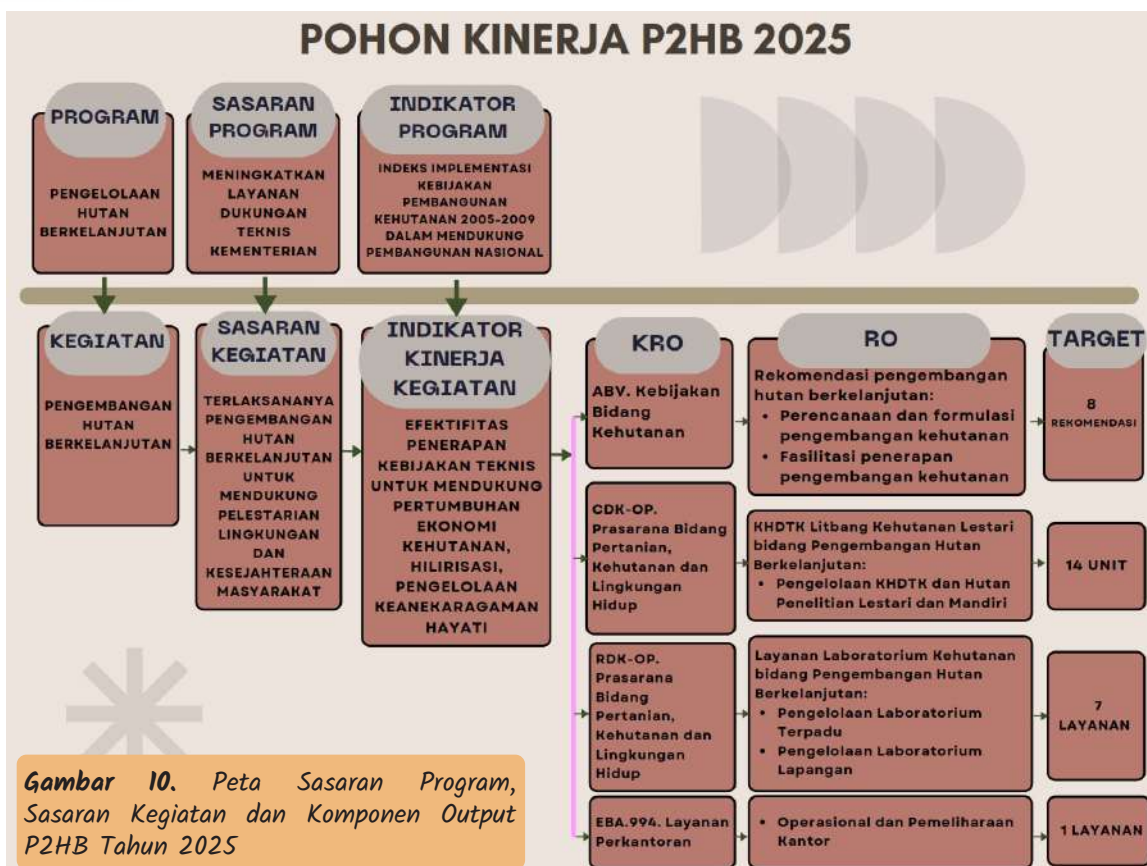 POHON KINERJA P2HB 2025
PROGRAM
PENGELOLAAN
HUTAN
BERKELANJUTAN
SASARAN
PROGRAM
MENINGKATKAN
LAYANAN
DUKUNGAN
TEKNIS
KEMENTERIAN
INDIKATOR
PROGRAM
INDEKS IMPLEMENTASI
KEBIJAKAN
PEMBANGUNAN
KEHUTANAN 2005-2009
DALAM MENDUKUNG
PEMBANGUNAN NASIONAL
KEGIATAN
PENGEMBANGAN
HUTAN
BERKELANJUTAN
SASARAN
KEGIATAN
TERLAKSANANYA
PENGEMBANGAN
HUTAN
BERKELANJUTAN
UNTUK
MENDUKUNG
PELESTARIAN
LINGKUNGAN
DAN
KESEJAHTERAAN
MASYARAKAT
INDIKATOR
KINERJA
KEGIATAN
EFEKTIFITAS
PENERAPAN
KEBIJAKAN TEKNIS
UNTUK MENDUKUNG
PERTUMBUHAN
EKONOMI
KEHUTANAN,
HILIRISASI,
PENGELOLAAN
KEANEKARAGAMAN
HAYATI
KRO
RO
TARGET
ABV. Kebijakan
Bidang
Kehutanan
Rekomendasi pengembangan
hutan berkelanjutan:
• Perencanaan dan formulasi
pengembangan kehutanan
• Fasilitasi penerapan
pengembangan kehutanan
8
REKOMENDASI
CDK-OP.
Prasarana Bidang
Pertanian,
Kehutanan dan
Lingkungan
Hidup
KHDTK Litbang Kehutanan Lestari
bidang Pengembangan Hutan
Berkelanjutan:
• Pengelolaan KHDTK dan Hutan
Penelitian Lestari dan Mandiri
14 UNIT
RDK-OP.
Prasarana
Bidang
Pertanian,
Kehutanan dan
Lingkungan
Hidup
Layanan Laboratorium Kehutanan
bidang Pengembangan Hutan
Berkelanjutan:
• Pengelolaan Laboratorium
Terpadu
• Pengelolaan Laboratorium
Lapangan
7
LAYANAN
EBA.994. Layanan
Perkantoran
• Operasional dan Pemeliharaan
Kantor
1 LAYANAN
Gambar 10. Peta Sasaran Program,
Sasaran Kegiatan dan Komponen Output
P2HB Tahun 2025